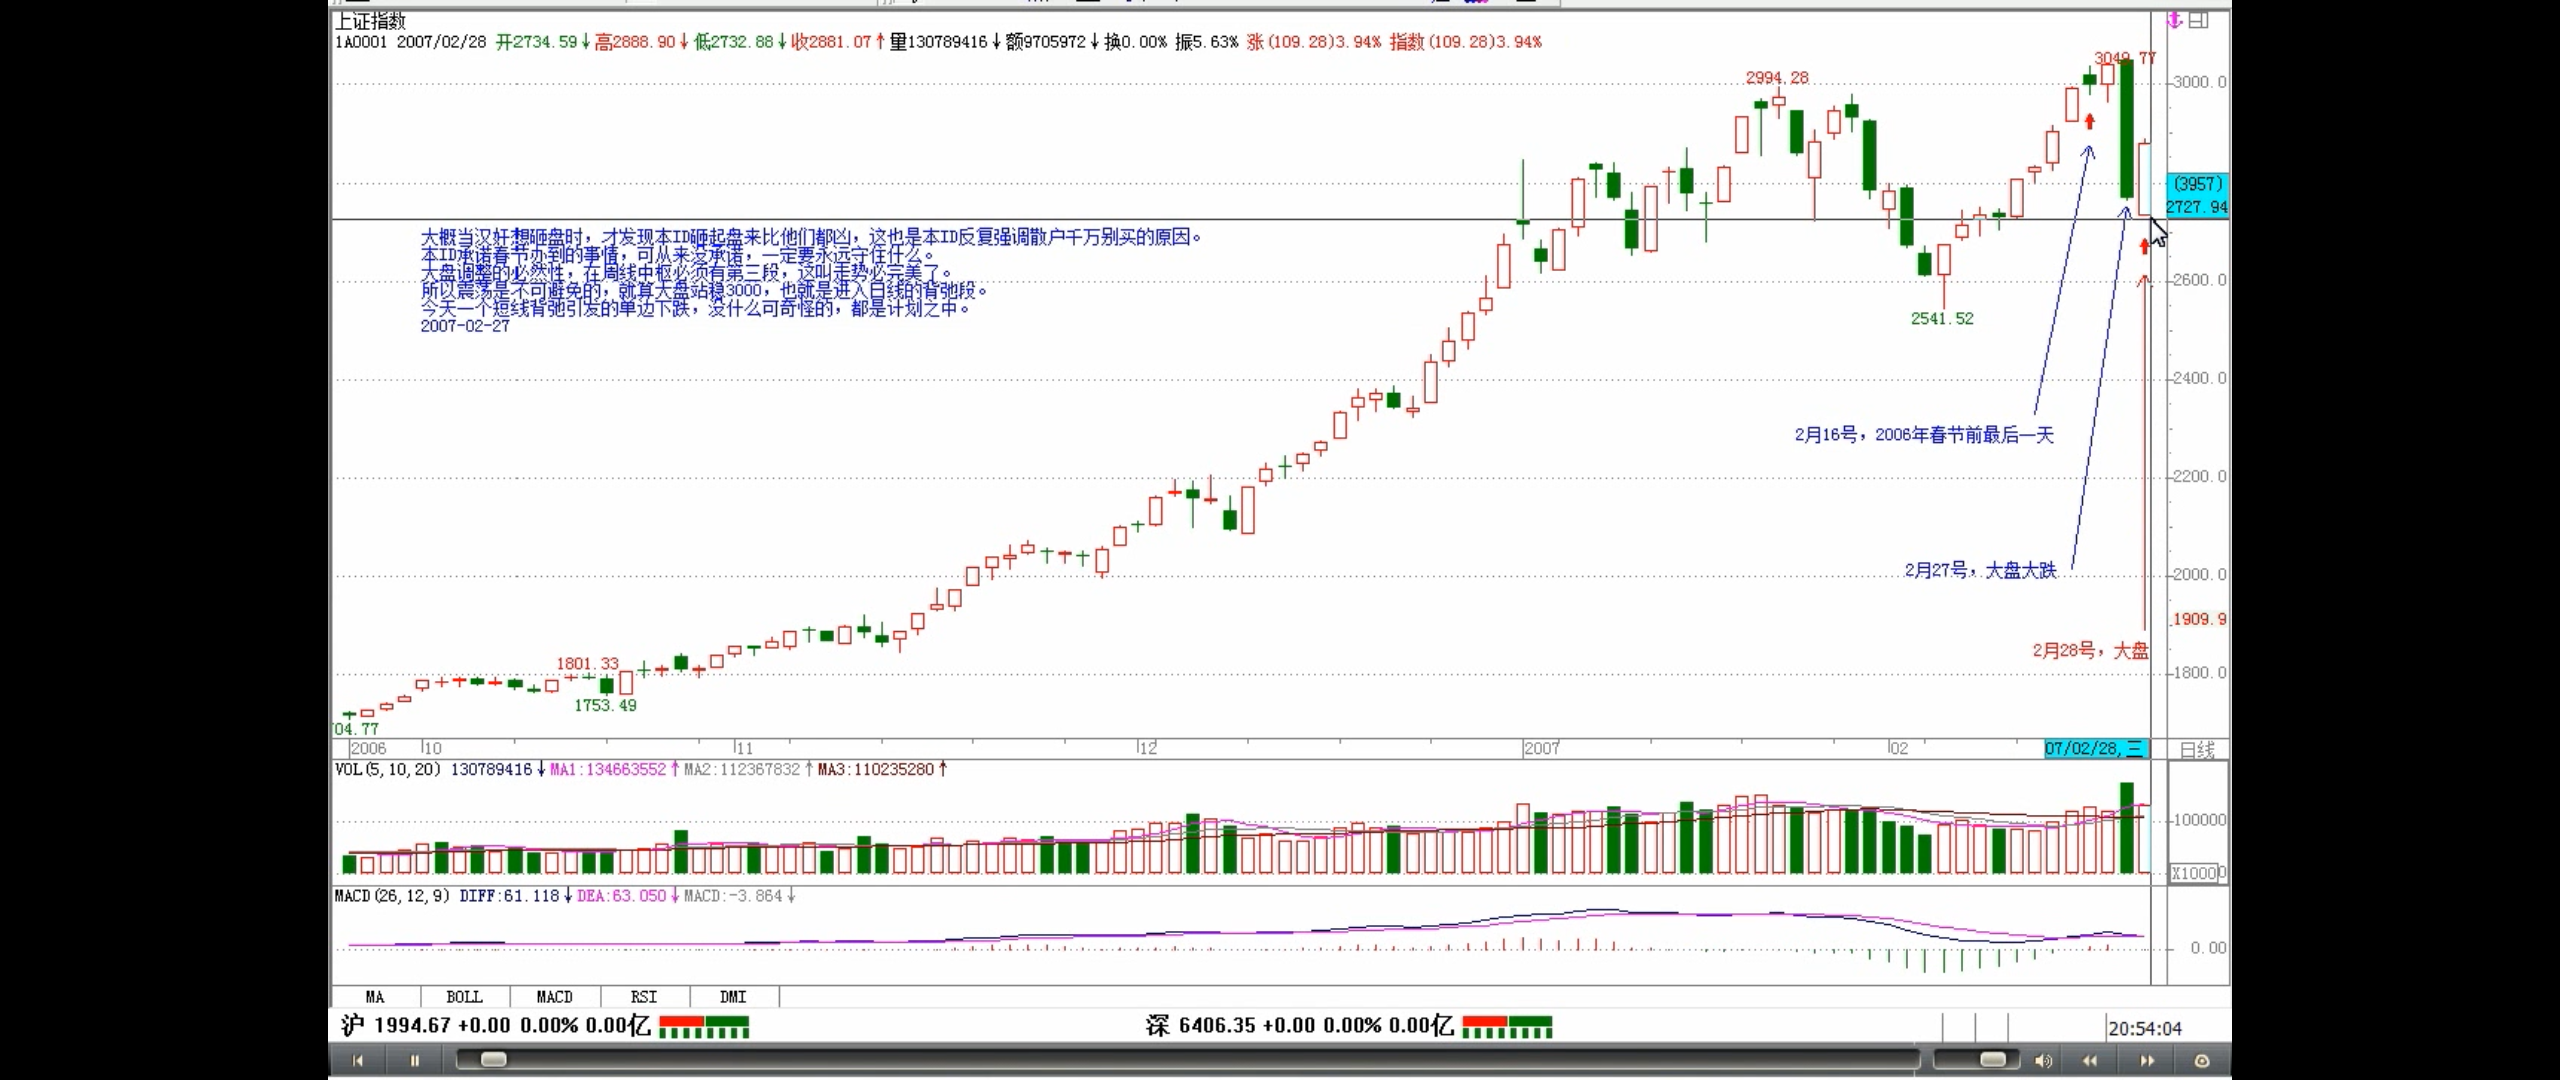 上证指数
1A0001 2007/02/28 开2734.59↓高2888.90↓低2732.88↓收2881.07↑量130789416↓额9705972↓换0.00% 振5.63% 涨(109.28)3.94% 指数(109.28)3.94%
3049.77
2994.28
3000.0
(3957)
2727.94
大概当汉奸想砸盘时，才发现本ID砸起盘来比他们都凶，这也是本ID反复强调散户千万别买的原因。
本ID承诺春节办到的事情，可从来没承诺，一定要永远守住什么。
大盘调整的必然性，在周线中枢必须有第三段，这叫走势必完美了。
所以震荡是不可避免的，就算大盘站稳3000，也就是进入日线的背弛段。
今天一个短线背弛引发的单边下跌，没什么可奇怪的，都是计划之中。
2007-02-27
2600.0
2541.52
2400.0
2月16号，2006年春节前最后一天
2200.0
2月27号，大盘大跌
2000.0
1909.9
2月28号，大盘
1801.33
1800.0
1753.49
04.77
2006 10 11 12 2007 02 07/02/28,三 日线
VOL(5,10,20) 130789416↓MA1:134663552↑MA2:112367832↑MA3:110235280↑
100000
X10000
MACD(26,12,9) DIFF:61.118↓DEA:63.050↓MACD:-3.864↓
0.00
MA BOLL MACD RSI DMI
沪 1994.67 +0.00 0.00% 0.00亿 深 6406.35 +0.00 0.00% 0.00亿 20:54:04